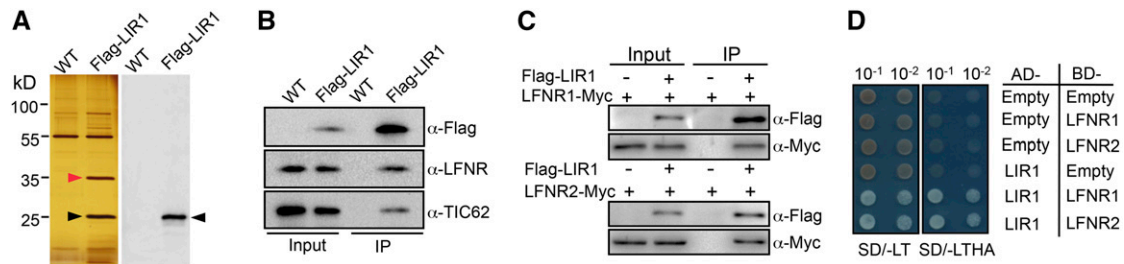 A
WT
Flag-LIR1
WT
Flag-LIR1
kD
100
55
35
25
B
WT
Flag-LIR1
WT
Flag-LIR1
α-Flag
α-LFNR
α-TIC62
Input
IP
C
Input IP
Flag-LIR1 - + - +
LFNR1-Myc + + + +
α-Flag
α-Myc
Flag-LIR1 - + - +
LFNR2-Myc + + + +
α-Flag
α-Myc
D
10-1 10-2 10-1 10-2 AD- BD-
Empty Empty
Empty LFNR1
Empty LFNR2
LIR1 Empty
LIR1 LFNR1
LIR1 LFNR2
SD/-LT SD/-LTHA